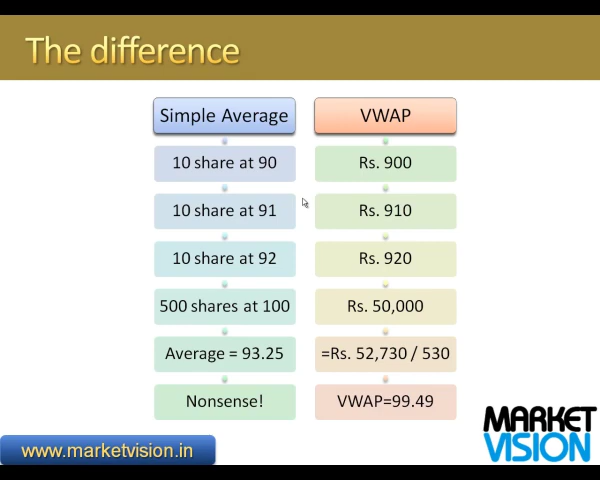 The difference
Simple Average
VWAP
10 share at 90
Rs. 900
10 share at 91
Rs. 910
10 share at 92
Rs. 920
500 shares at 100
Rs. 50,000
Average = 93.25
=Rs. 52,730 / 530
Nonsense!
VWAP=99.49
MARKET
VISION
www.marketvision.in